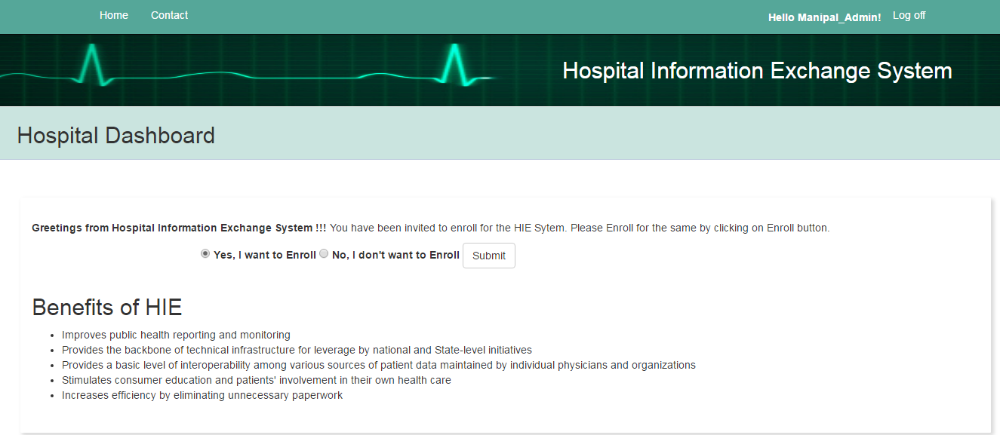 Home Contact Hello Manipal_Admin! Log off
Hospital Information Exchange System
Hospital Dashboard
Greetings from Hospital Information Exchange System !!! You have been invited to enroll for the HIE Sytem. Please Enroll for the same by clicking on Enroll button.
Yes, I want to Enroll No, I don't want to Enroll Submit
Benefits of HIE
• Improves public health reporting and monitoring
• Provides the backbone of technical infrastructure for leverage by national and State-level initiatives
• Provides a basic level of interoperability among various sources of patient data maintained by individual physicians and organizations
• Stimulates consumer education and patients' involvement in their own health care
• Increases efficiency by eliminating unnecessary paperwork